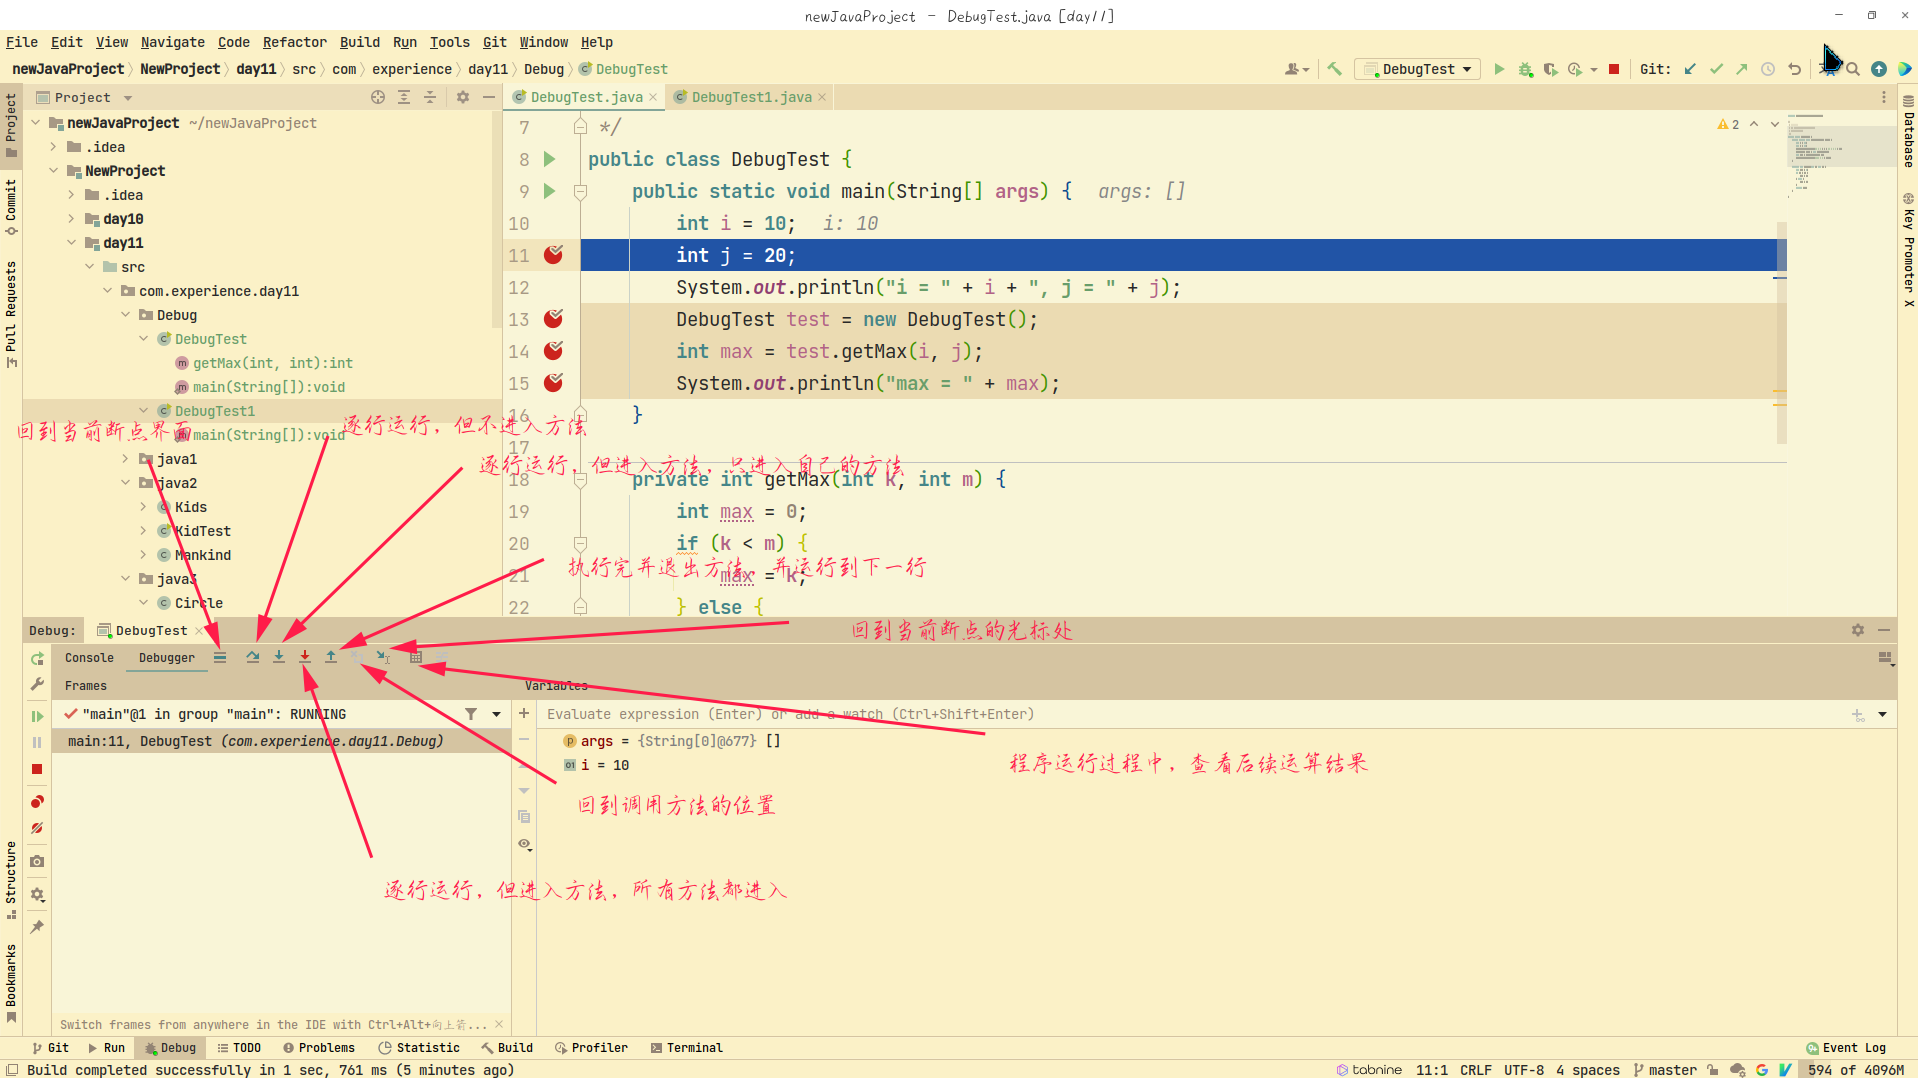 newJavaProject – DebugTest.java [day11]
File Edit View Navigate Code Refactor Build Run Tools Git Window Help
newJavaProject NewProject day11 src com experience day11 Debug DebugTest
DebugTest
Git:
Project
DebugTest.java
DebugTest1.java
newJavaProject ~/newJavaProject
.idea
NewProject
.idea
day10
day11
src
com.experience.day11
Debug
DebugTest
getMax(int, int):int
main(String[]):void
DebugTest1
main(String[]):void
java1
java2
Kids
KidTest
Mankind
java3
Circle
7 */
8 public class DebugTest {
9 public static void main(String[] args) { args: []
10 int i = 10; i: 10
11 int j = 20;
12 System.out.println("i = " + i + ", j = " + j);
13 DebugTest test = new DebugTest();
14 int max = test.getMax(i, j);
15 System.out.println("max = " + max);
16 }
17
18 private int getMax(int k, int m) {
19 int max = 0;
20 if (k < m) {
21 max = k;
22 } else {
2
回到当前断点界面
逐行运行，但不进入方法
逐行运行，但进入方法，只进入自己的方法
执行完并退出方法，并运行到下一行
回到当前断点的光标处
程序运行过程中，查看后续运算结果
回到调用方法的位置
逐行运行，但进入方法，所有方法都进入
Project
Commit
Pull Requests
Structure
Bookmarks
Database
Key Promoter X
Debug: DebugTest
Console Debugger
Frames
Variables
"main"@1 in group "main": RUNNING
main:11, DebugTest (com.experience.day11.Debug)
Evaluate expression (Enter) or add a watch (Ctrl+Shift+Enter)
args = {String[0]@677} []
i = 10
Switch frames from anywhere in the IDE with Ctrl+Alt+向上箭...
Git Run Debug TODO Problems Statistic Build Profiler Terminal Event Log
Build completed successfully in 1 sec, 761 ms (5 minutes ago)
tabnine 11:1 CRLF UTF-8 4 spaces master 594 of 4096M